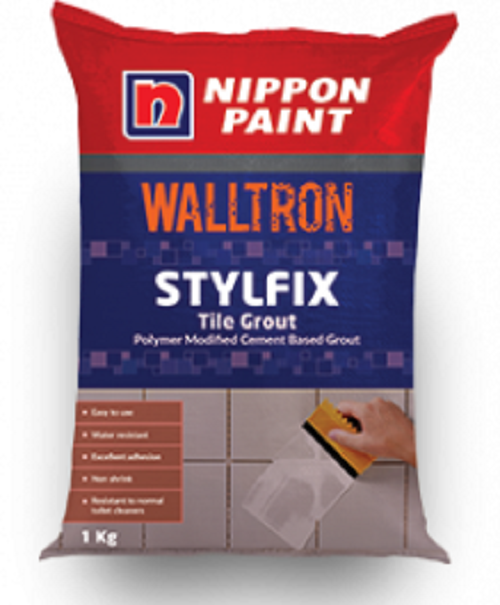 n
NIPPON
PAINT
WALLTRON
STYLFIX
Tile Grout
Polymer Modified Cement Based Grout
Easy to use
Water resistant
Excellent adhesion
Non shrink
Resistant to normal
toilet cleaners
1 Kg